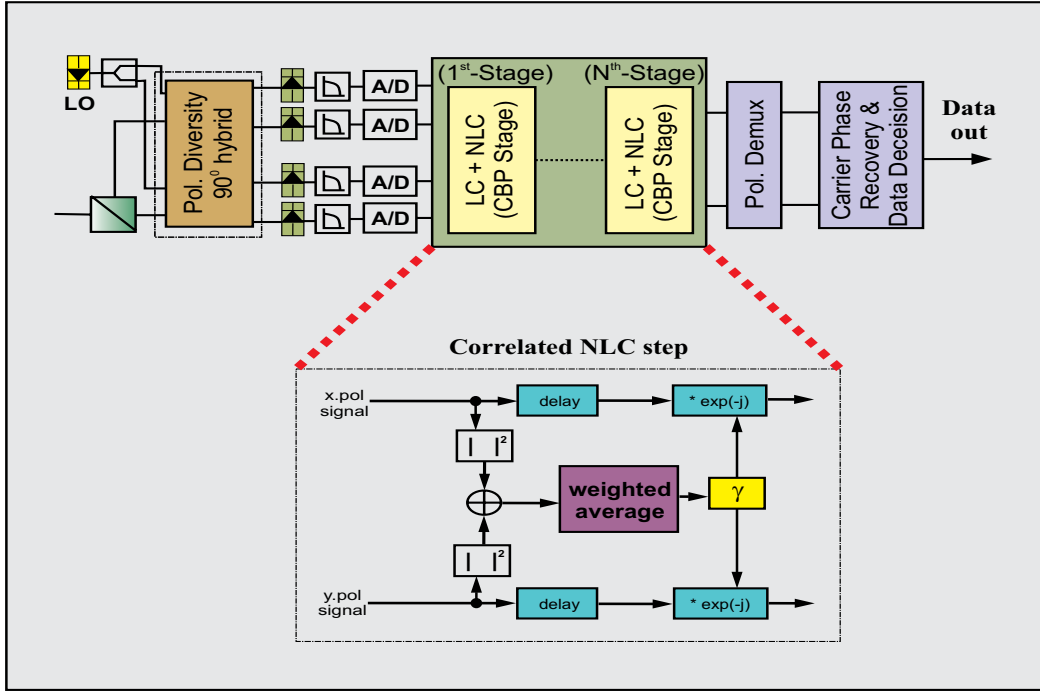 LO
Pol. Diversity
90⁰ hybrid
A/D
A/D
A/D
A/D
(1ˢᵗ-Stage)
(Nᵗʰ-Stage)
LC + NLC
(CBP Stage)
LC + NLC
(CBP Stage)
Pol. Demux
Carrier Phase
Recovery &
Data Deceision
Data
out
Correlated NLC step
x.pol
signal
delay
* exp(-j)
| |²
weighted
average
γ
| |²
y.pol
signal
delay
* exp(-j)